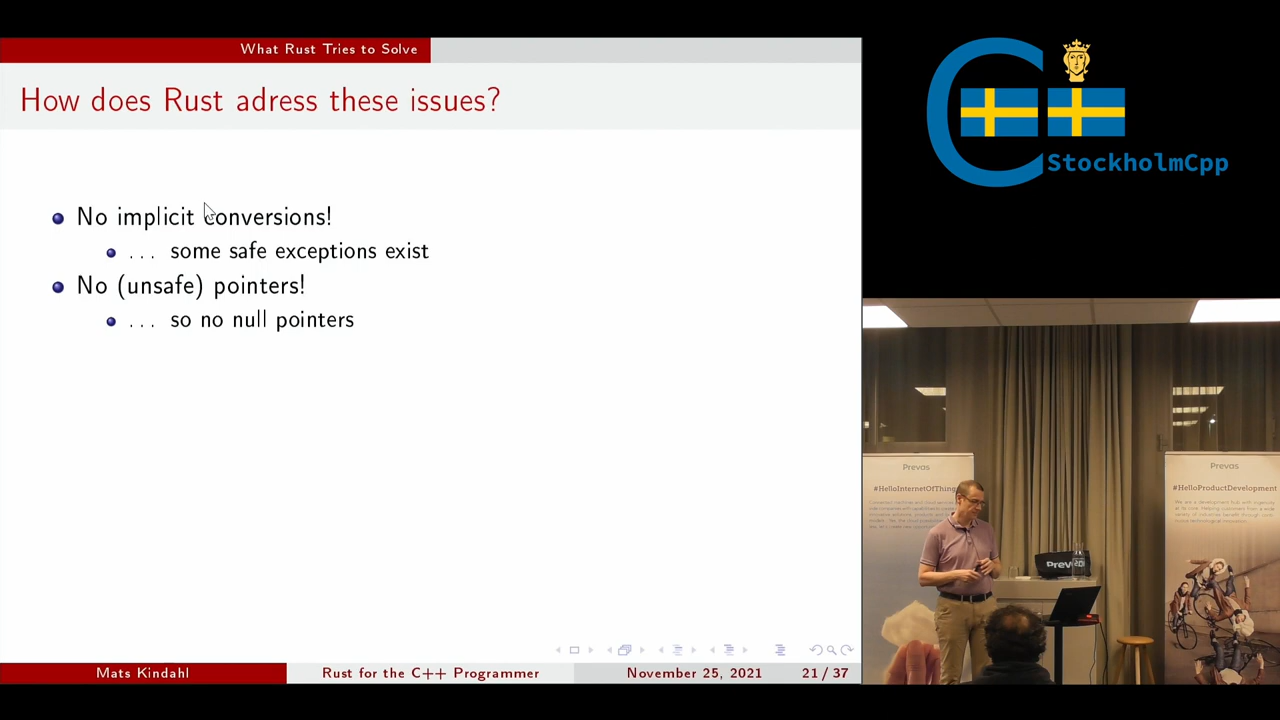 What Rust Tries to Solve
How does Rust adress these issues?
No implicit conversions!
... some safe exceptions exist
No (unsafe) pointers!
... so no null pointers
Mats Kindahl
Rust for the C++ Programmer
November 25, 2021
21 / 37
StockholmCpp
Prevas
#HelloInternetOfThing
Prevas
#HelloProductDevelopment